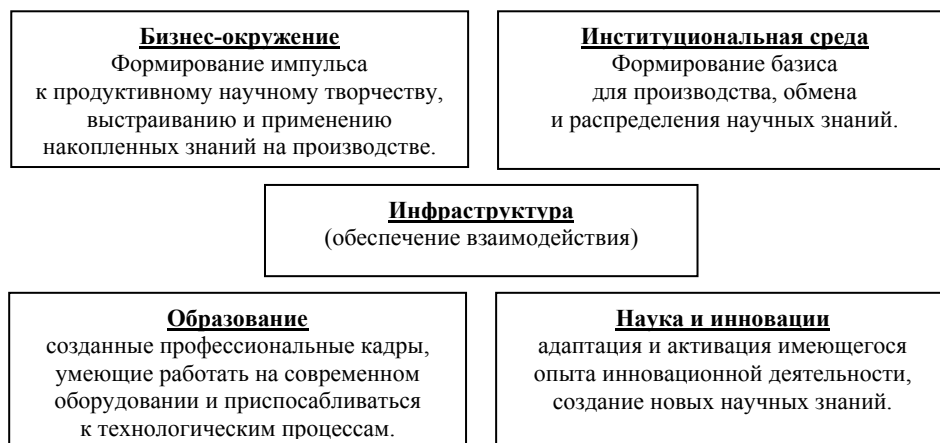 Бизнес-окружение
Формирование импульса
к продуктивному научному творчеству,
выстраиванию и применению
накопленных знаний на производстве.
Институциональная среда
Формирование базиса
для производства, обмена
и распределения научных знаний.
Инфраструктура
(обеспечение взаимодействия)
Образование
созданные профессиональные кадры,
умеющие работать на современном
оборудовании и приспосабливаться
к технологическим процессам.
Наука и инновации
адаптация и активация имеющегося
опыта инновационной деятельности,
создание новых научных знаний.